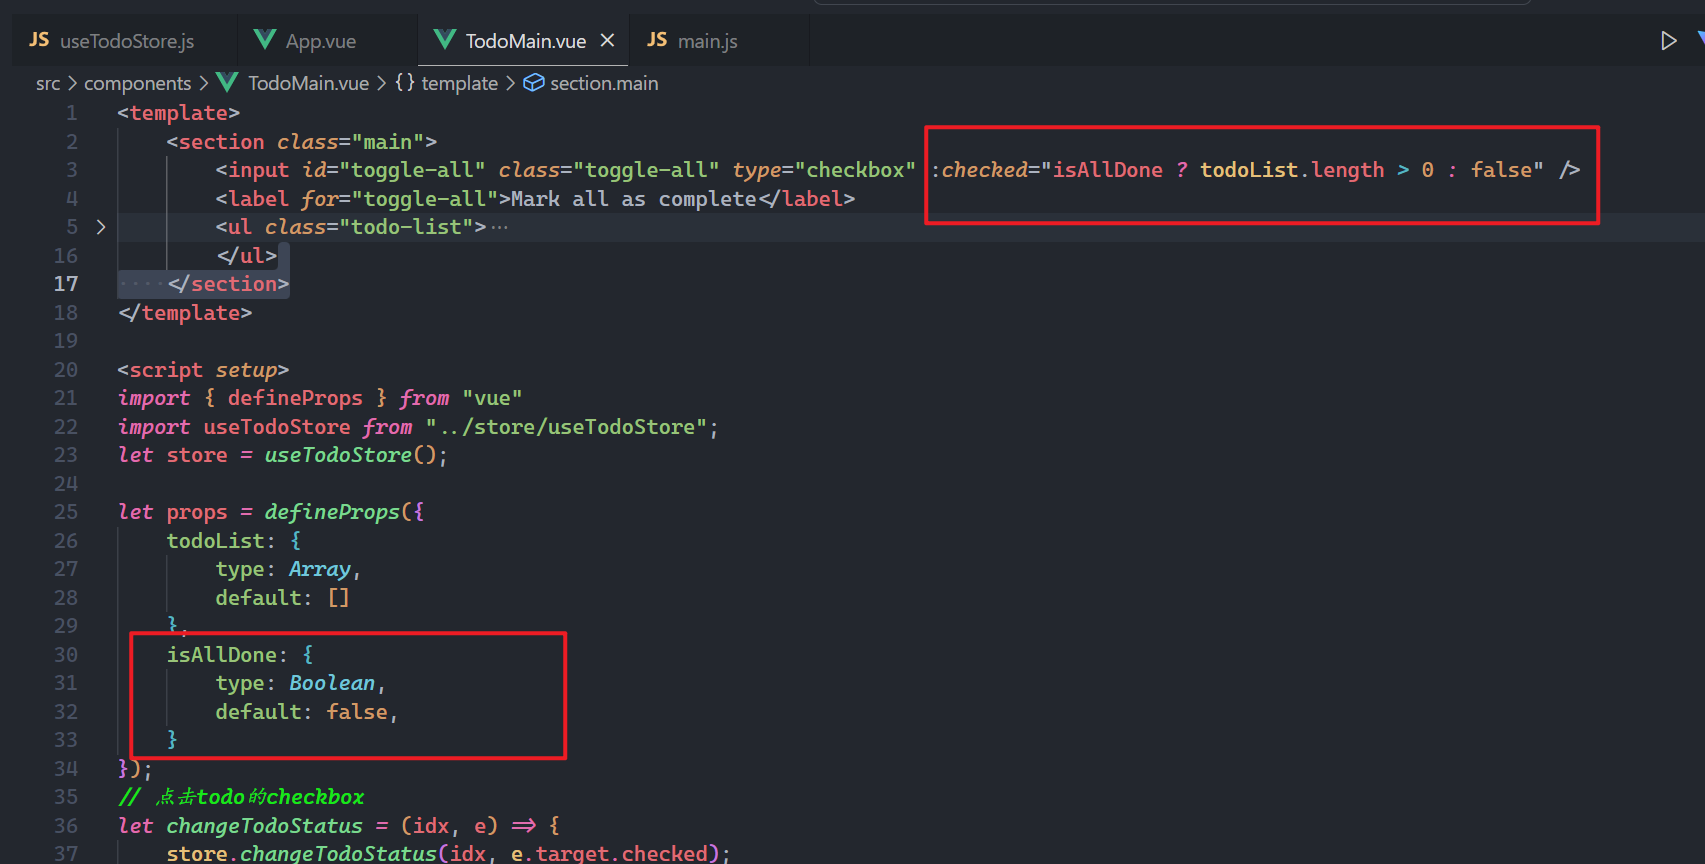 JS useTodoStore.js App.vue TodoMain.vue × JS main.js
src > components > TodoMain.vue > {} template > section.main
1 <template>
2 <section class="main">
3 <input id="toggle-all" class="toggle-all" type="checkbox" :checked="isAllDone ? todoList.length > 0 : false" />
4 <label for="toggle-all">Mark all as complete</label>
5 > <ul class="todo-list">···
16 </ul>
17 ····</section>
18 </template>
19
20 <script setup>
21 import { defineProps } from "vue"
22 import useTodoStore from "../store/useTodoStore";
23 let store = useTodoStore();
24
25 let props = defineProps({
26 todoList: {
27 type: Array,
28 default: []
29 },
30 isAllDone: {
31 type: Boolean,
32 default: false,
33 }
34 });
35 // 点击todo的checkbox
36 let changeTodoStatus = (idx, e) => {
37 store.changeTodoStatus(idx, e.target.checked);